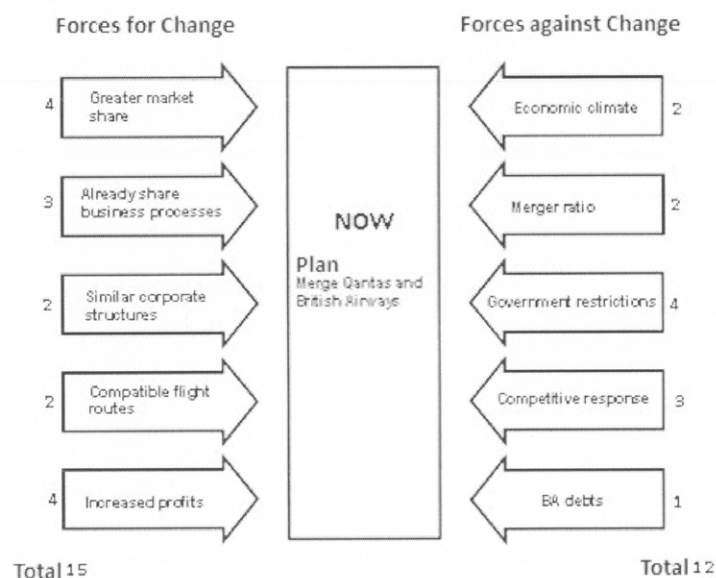 Forces for Change
Forces against Change
4
Greater market
share
Economic climate
2
3
Already share
business processes
NOW
Plan
Merge Qantas and
British Airways
Merger ratio
2
2
Similar corporate
structures
Government restrictions
4
2
Compatible flight
routes
Competitive response
3
4
Increased profits
BA debts
1
Total 15
Total 12